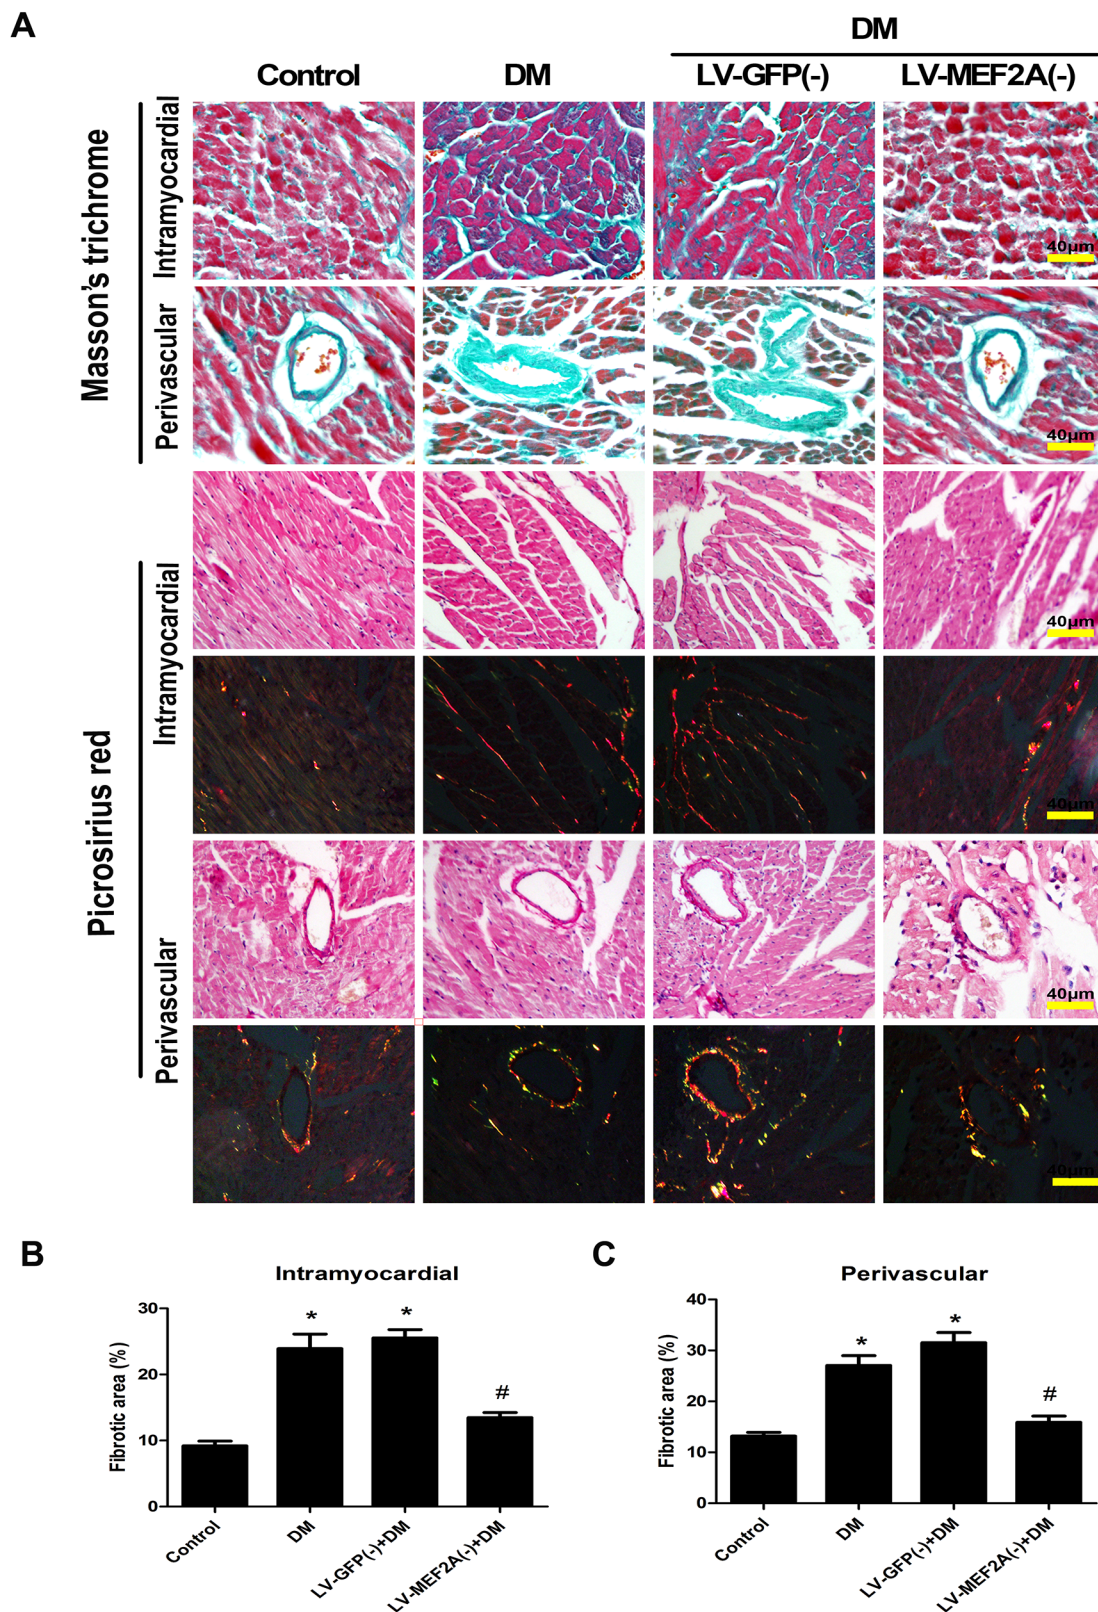 A
DM
Control
DM
LV-GFP(-)
LV-MEF2A(-)
Masson's trichrome
Intramyocardial
40µm
Perivascular
40µm
Picrosirius red
Intramyocardial
40µm
40µm
Perivascular
40µm
B
Intramyocardial
Fibrotic area (%)
30
20
10
0
*
*
#
Control
DM
LV-GFP(-)+DM
LV-MEF2A(-)+DM
C
Perivascular
Fibrotic area (%)
40
30
20
10
0
*
*
#
Control
DM
LV-GFP(-)+DM
LV-MEF2A(-)+DM